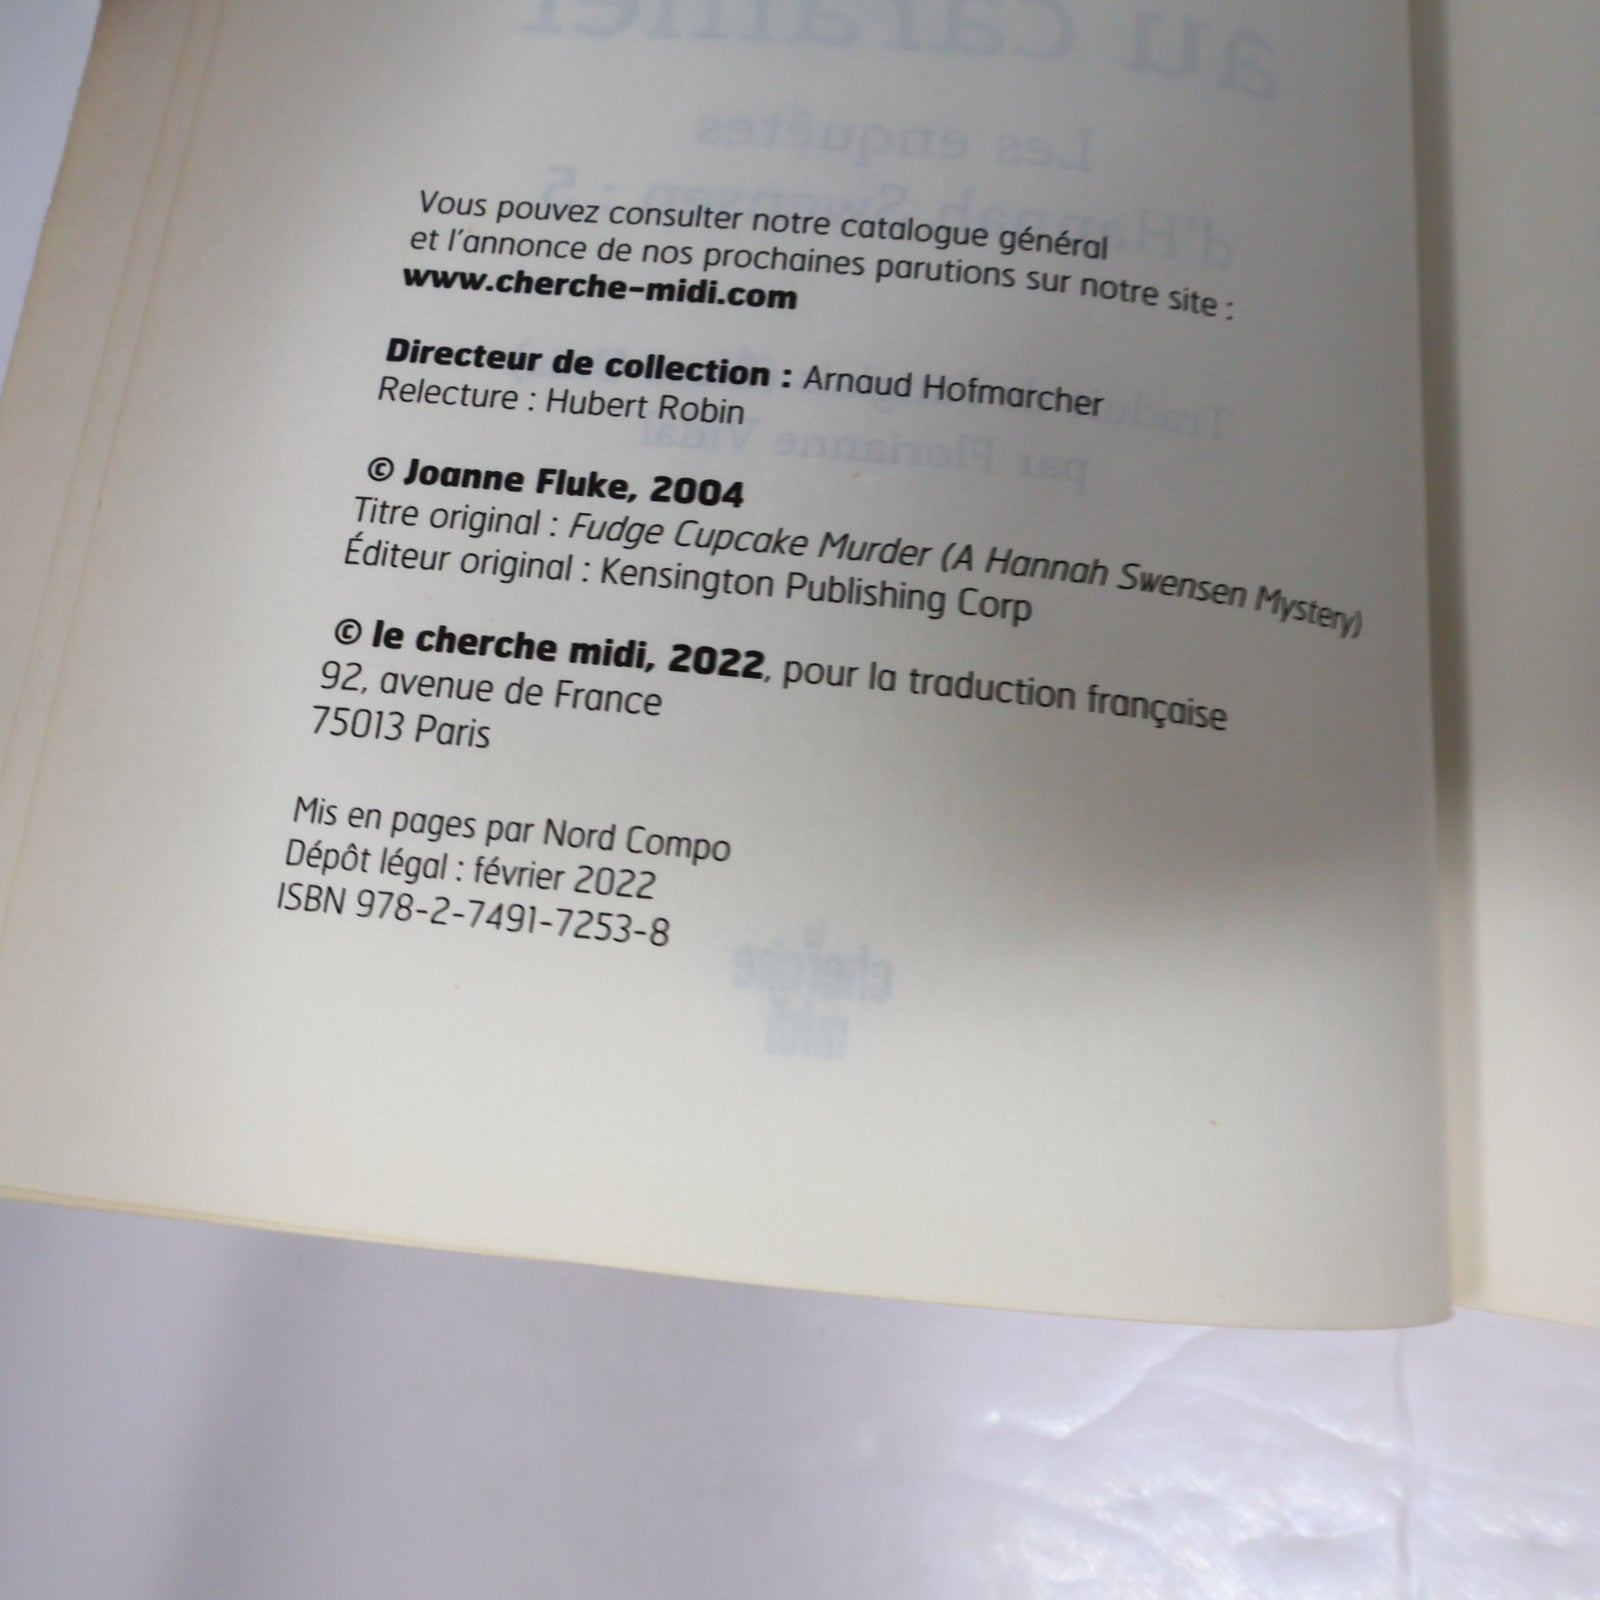 Vous pouvez consulter notre catalogue général
et l'annonce de nos prochaines parutions sur notre site :
www.cherche-midi.com
Directeur de collection : Arnaud Hofmarcher
Relecture : Hubert Robin
© Joanne Fluke, 2004
Titre original : Fudge Cupcake Murder (A Hannah Swensen Mystery)
Éditeur original : Kensington Publishing Corp
© le cherche midi, 2022, pour la traduction française
92, avenue de France
75013 Paris
Mis en pages par Nord Compo
Dépôt légal : février 2022
ISBN 978-2-7491-7253-8